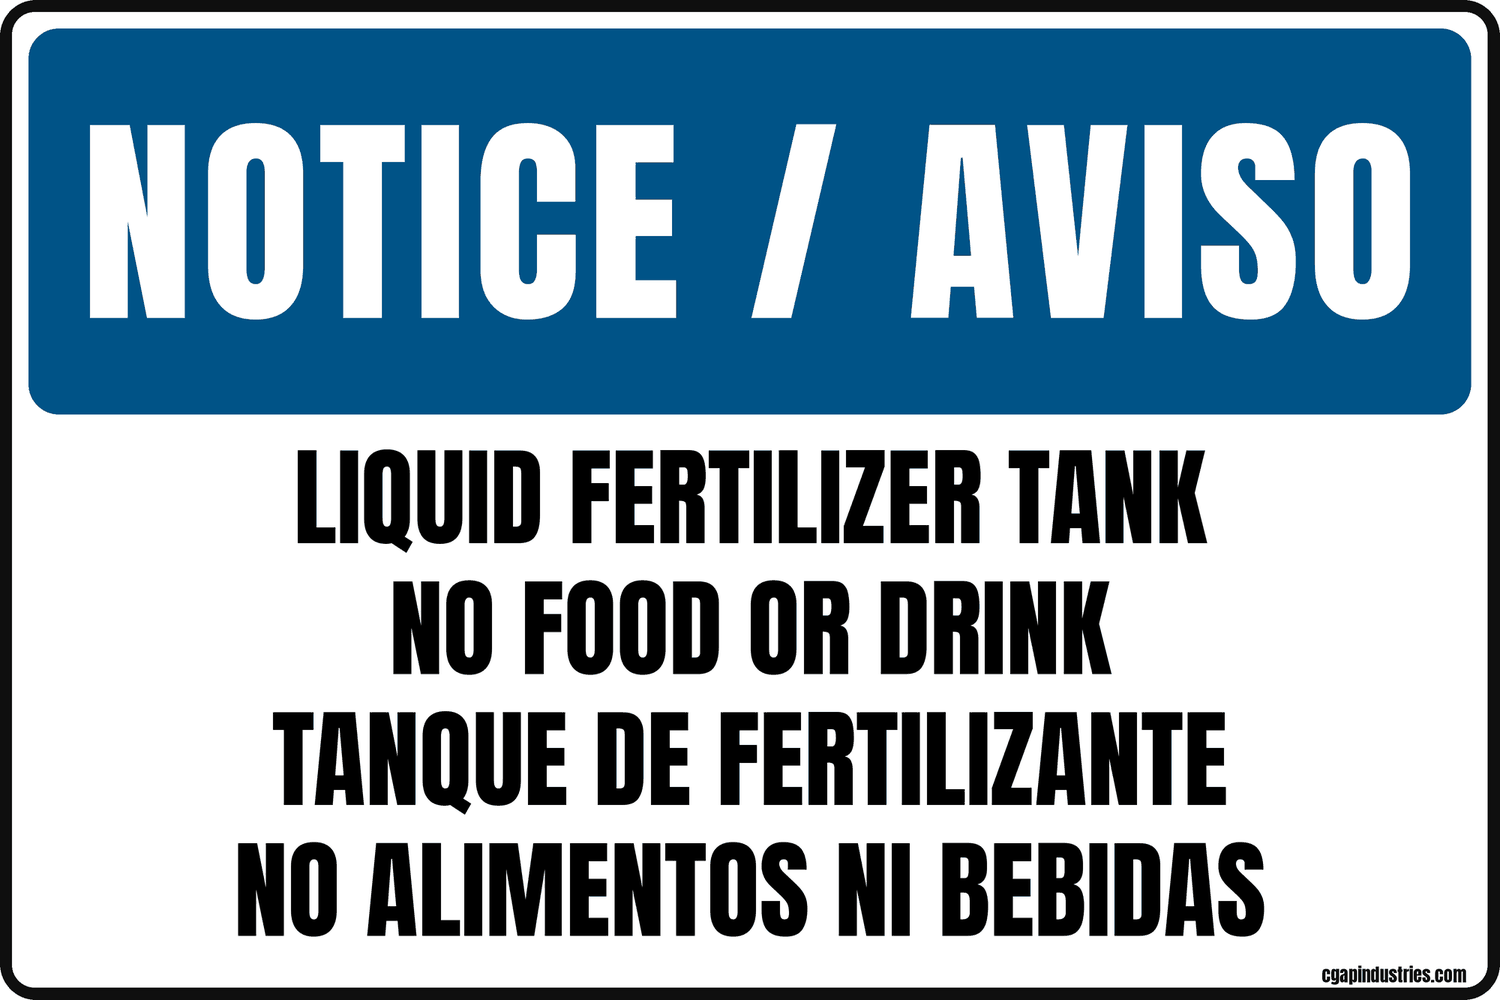 NOTICE / AVISO
LIQUID FERTILIZER TANK
NO FOOD OR DRINK
TANQUE DE FERTILIZANTE
NO ALIMENTOS NI BEBIDAS
cgapindustries.com